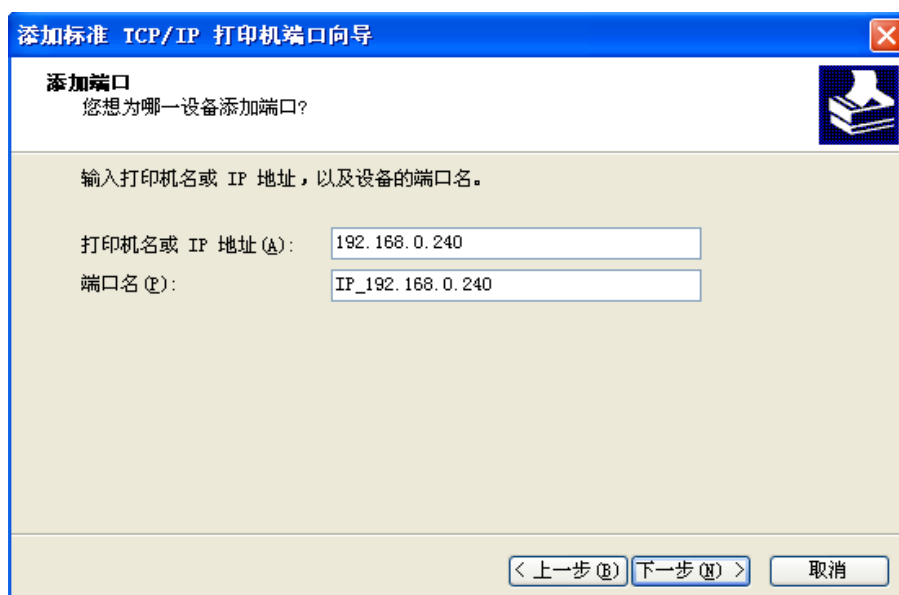 添加标准 TCP/IP 打印机端口向导
添加端口
您想为哪一设备添加端口?
输入打印机名或 IP 地址，以及设备的端口名。
打印机名或 IP 地址(A): 192.168.0.240
端口名(P): IP_192.168.0.240
< 上一步(B) 下一步(N) > 取消